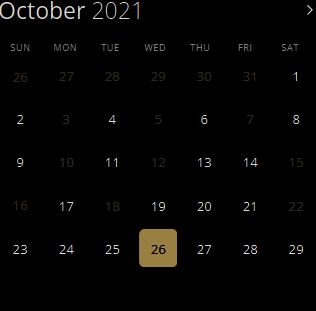 October 2021
SUN MON TUE WED THU FRI SAT
26 27 28 29 30 31 1
2 3 4 5 6 7 8
9 10 11 12 13 14 15
16 17 18 19 20 21 22
23 24 25 26 27 28 29